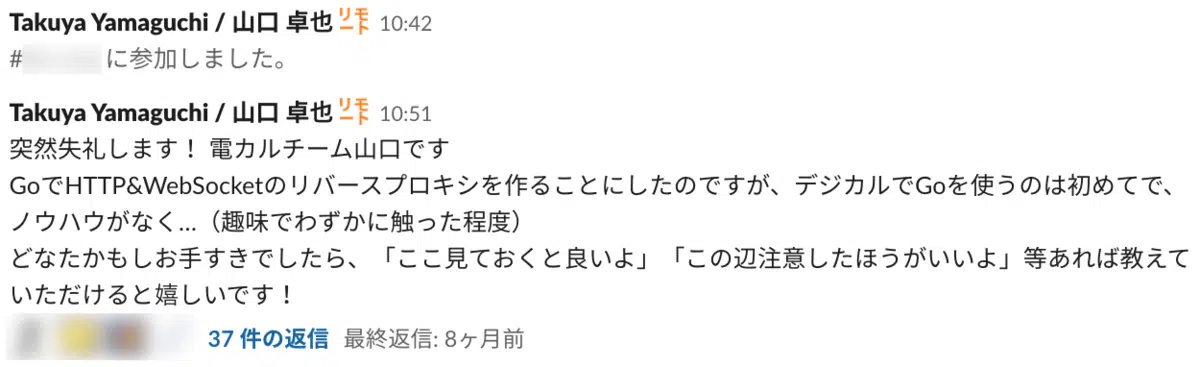 Takuya Yamaguchi / 山口 卓也 リモート 10:42
# に参加しました。
Takuya Yamaguchi / 山口 卓也 リモート 10:51
突然失礼します！ 電カルチーム山口です
GoでHTTP&WebSocketのリバースプロキシを作ることにしたのですが、デジカルでGoを使うのは初めてで、
ノウハウがなく...（趣味でわずかに触った程度）
どなたかもしお手すきでしたら、「ここ見ておくと良いよ」「この辺注意したほうがいいよ」等あれば教えて
いただけると嬉しいです！
37 件の返信 最終返信: 8ヶ月前